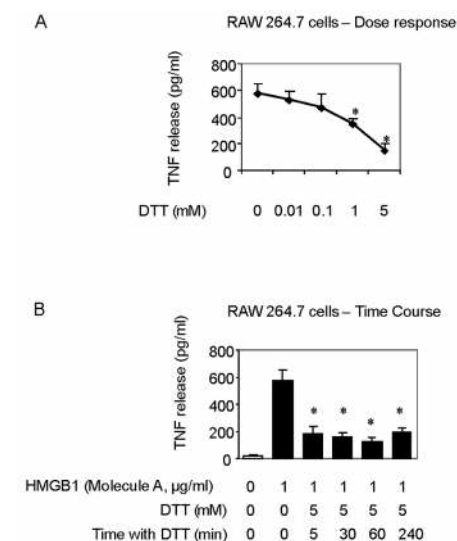 A
RAW 264.7 cells – Dose response
TNF release (pg/ml)
800
600
400
200
0
*
*
DTT (mM)
0 0.01 0.1 1 5
B
RAW 264.7 cells – Time Course
TNF release (pg/ml)
800
600
400
200
0
* * * *
HMGB1 (Molecule A, µg/ml) 0 1 1 1 1 1
DTT (mM) 0 0 5 5 5 5
Time with DTT (min) 0 0 5 30 60 240